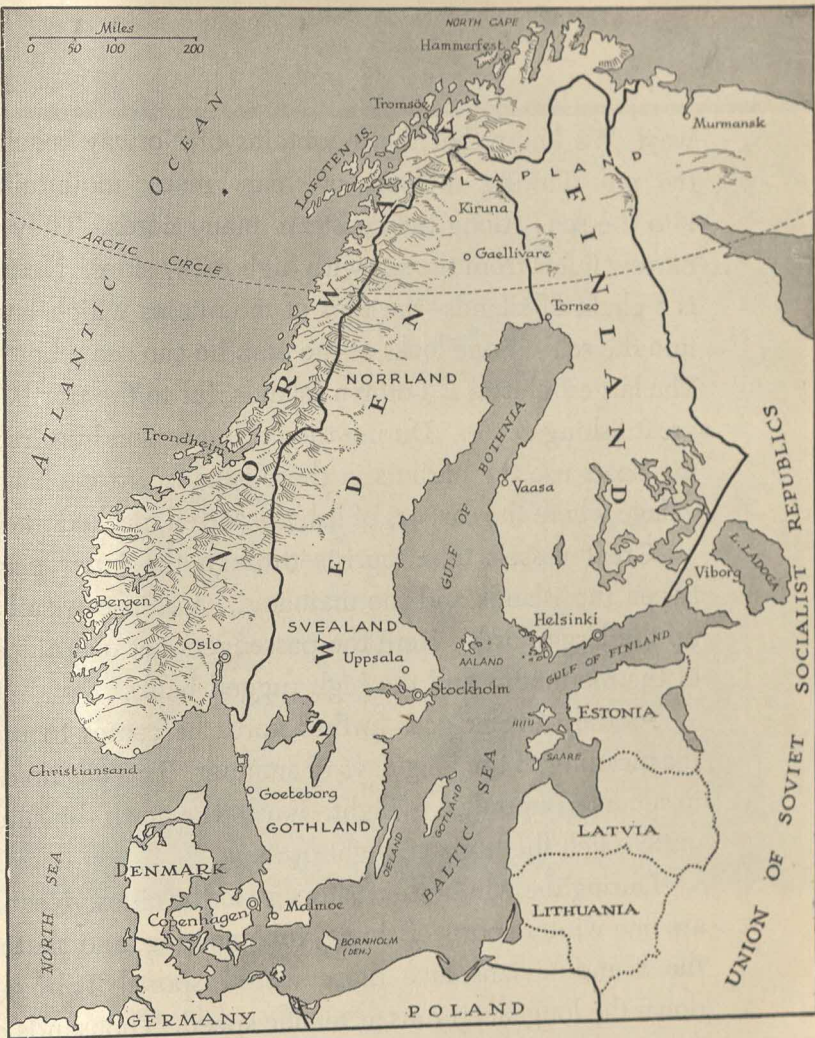 Miles
0 50 100 200
NORTH CAPE
Hammerfest
Tromsöe
Murmansk
OCEAN
LOFOTEN IS.
LAPLAND
Kiruna
ARCTIC CIRCLE
Gaellivare
ATLANTIC
Torneo
FINLAND
NORWAY
SWEDEN
NORRLAND
Trondheim
GULF OF BOTHNIA
Vaasa
UNION OF SOVIET SOCIALIST REPUBLICS
L. LADOGA
Viborg
Bergen
SVEALAND
Helsinki
Oslo
Uppsala
AALAND
GULF OF FINLAND
Stockholm
HIIU
ESTONIA
SAARE
Christiansand
Goeteborg
GOTLAND
BALTIC SEA
GOTHLAND
OELAND
LATVIA
NORTH SEA
DENMARK
LITHUANIA
Copenhagen
Malmoe
BORNHOLM
(DEN.)
GERMANY
POLAND